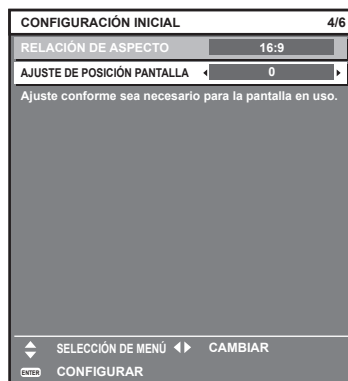 CONFIGURACIÓN INICIAL 4/6
RELACIÓN DE ASPECTO 16:9
AJUSTE DE POSICIÓN PANTALLA 0
Ajuste conforme sea necesario para la pantalla en uso.
SELECCIÓN DE MENÚ CAMBIAR
ENTER CONFIGURAR